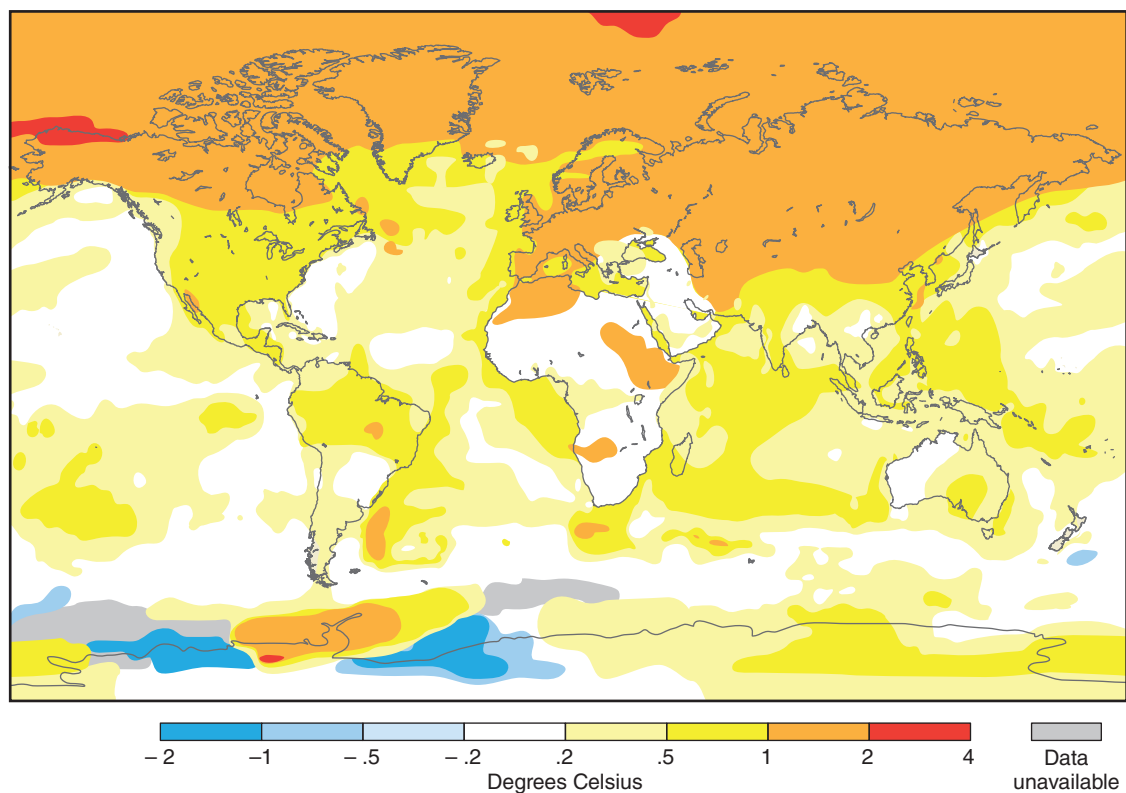 – 2 –1 – .5 – .2 .2 .5 1 2 4
Degrees Celsius
Data
unavailable